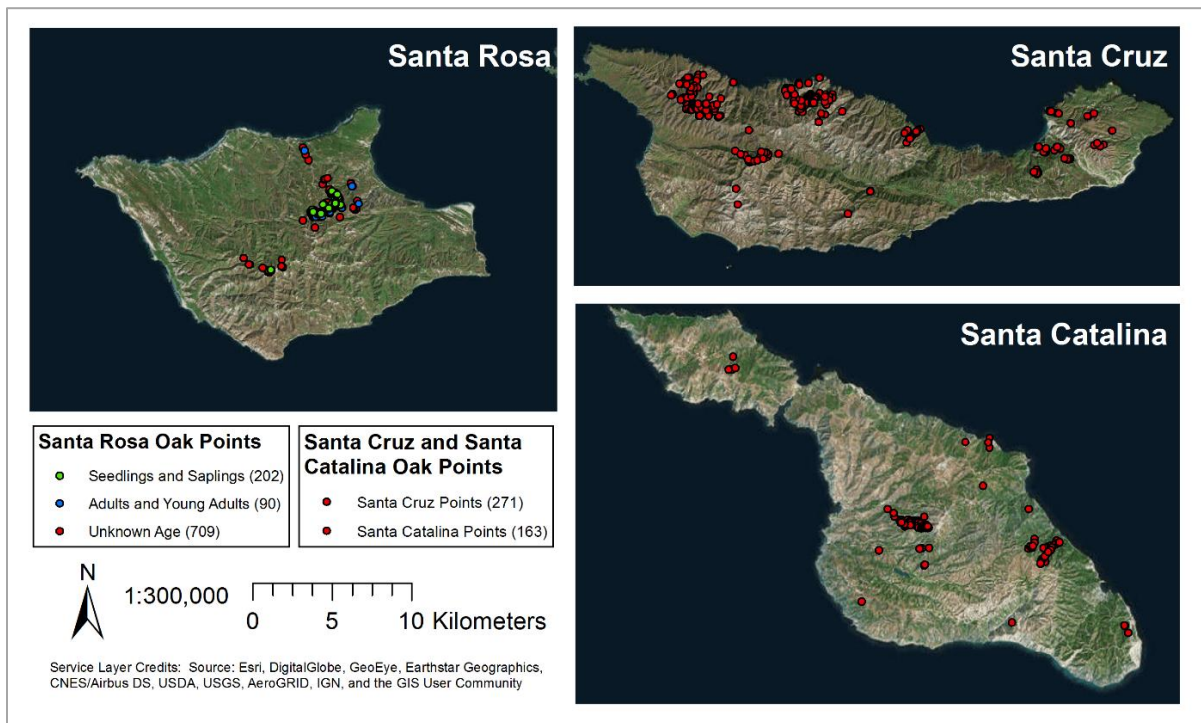 Santa Rosa
Santa Cruz
Santa Catalina
Santa Rosa Oak Points
Seedlings and Saplings (202)
Adults and Young Adults (90)
Unknown Age (709)
Santa Cruz and Santa
Catalina Oak Points
Santa Cruz Points (271)
Santa Catalina Points (163)
N
1:300,000
0 5 10 Kilometers
Service Layer Credits: Source: Esri, DigitalGlobe, GeoEye, Earthstar Geographics,
CNES/Airbus DS, USDA, USGS, AeroGRID, IGN, and the GIS User Community